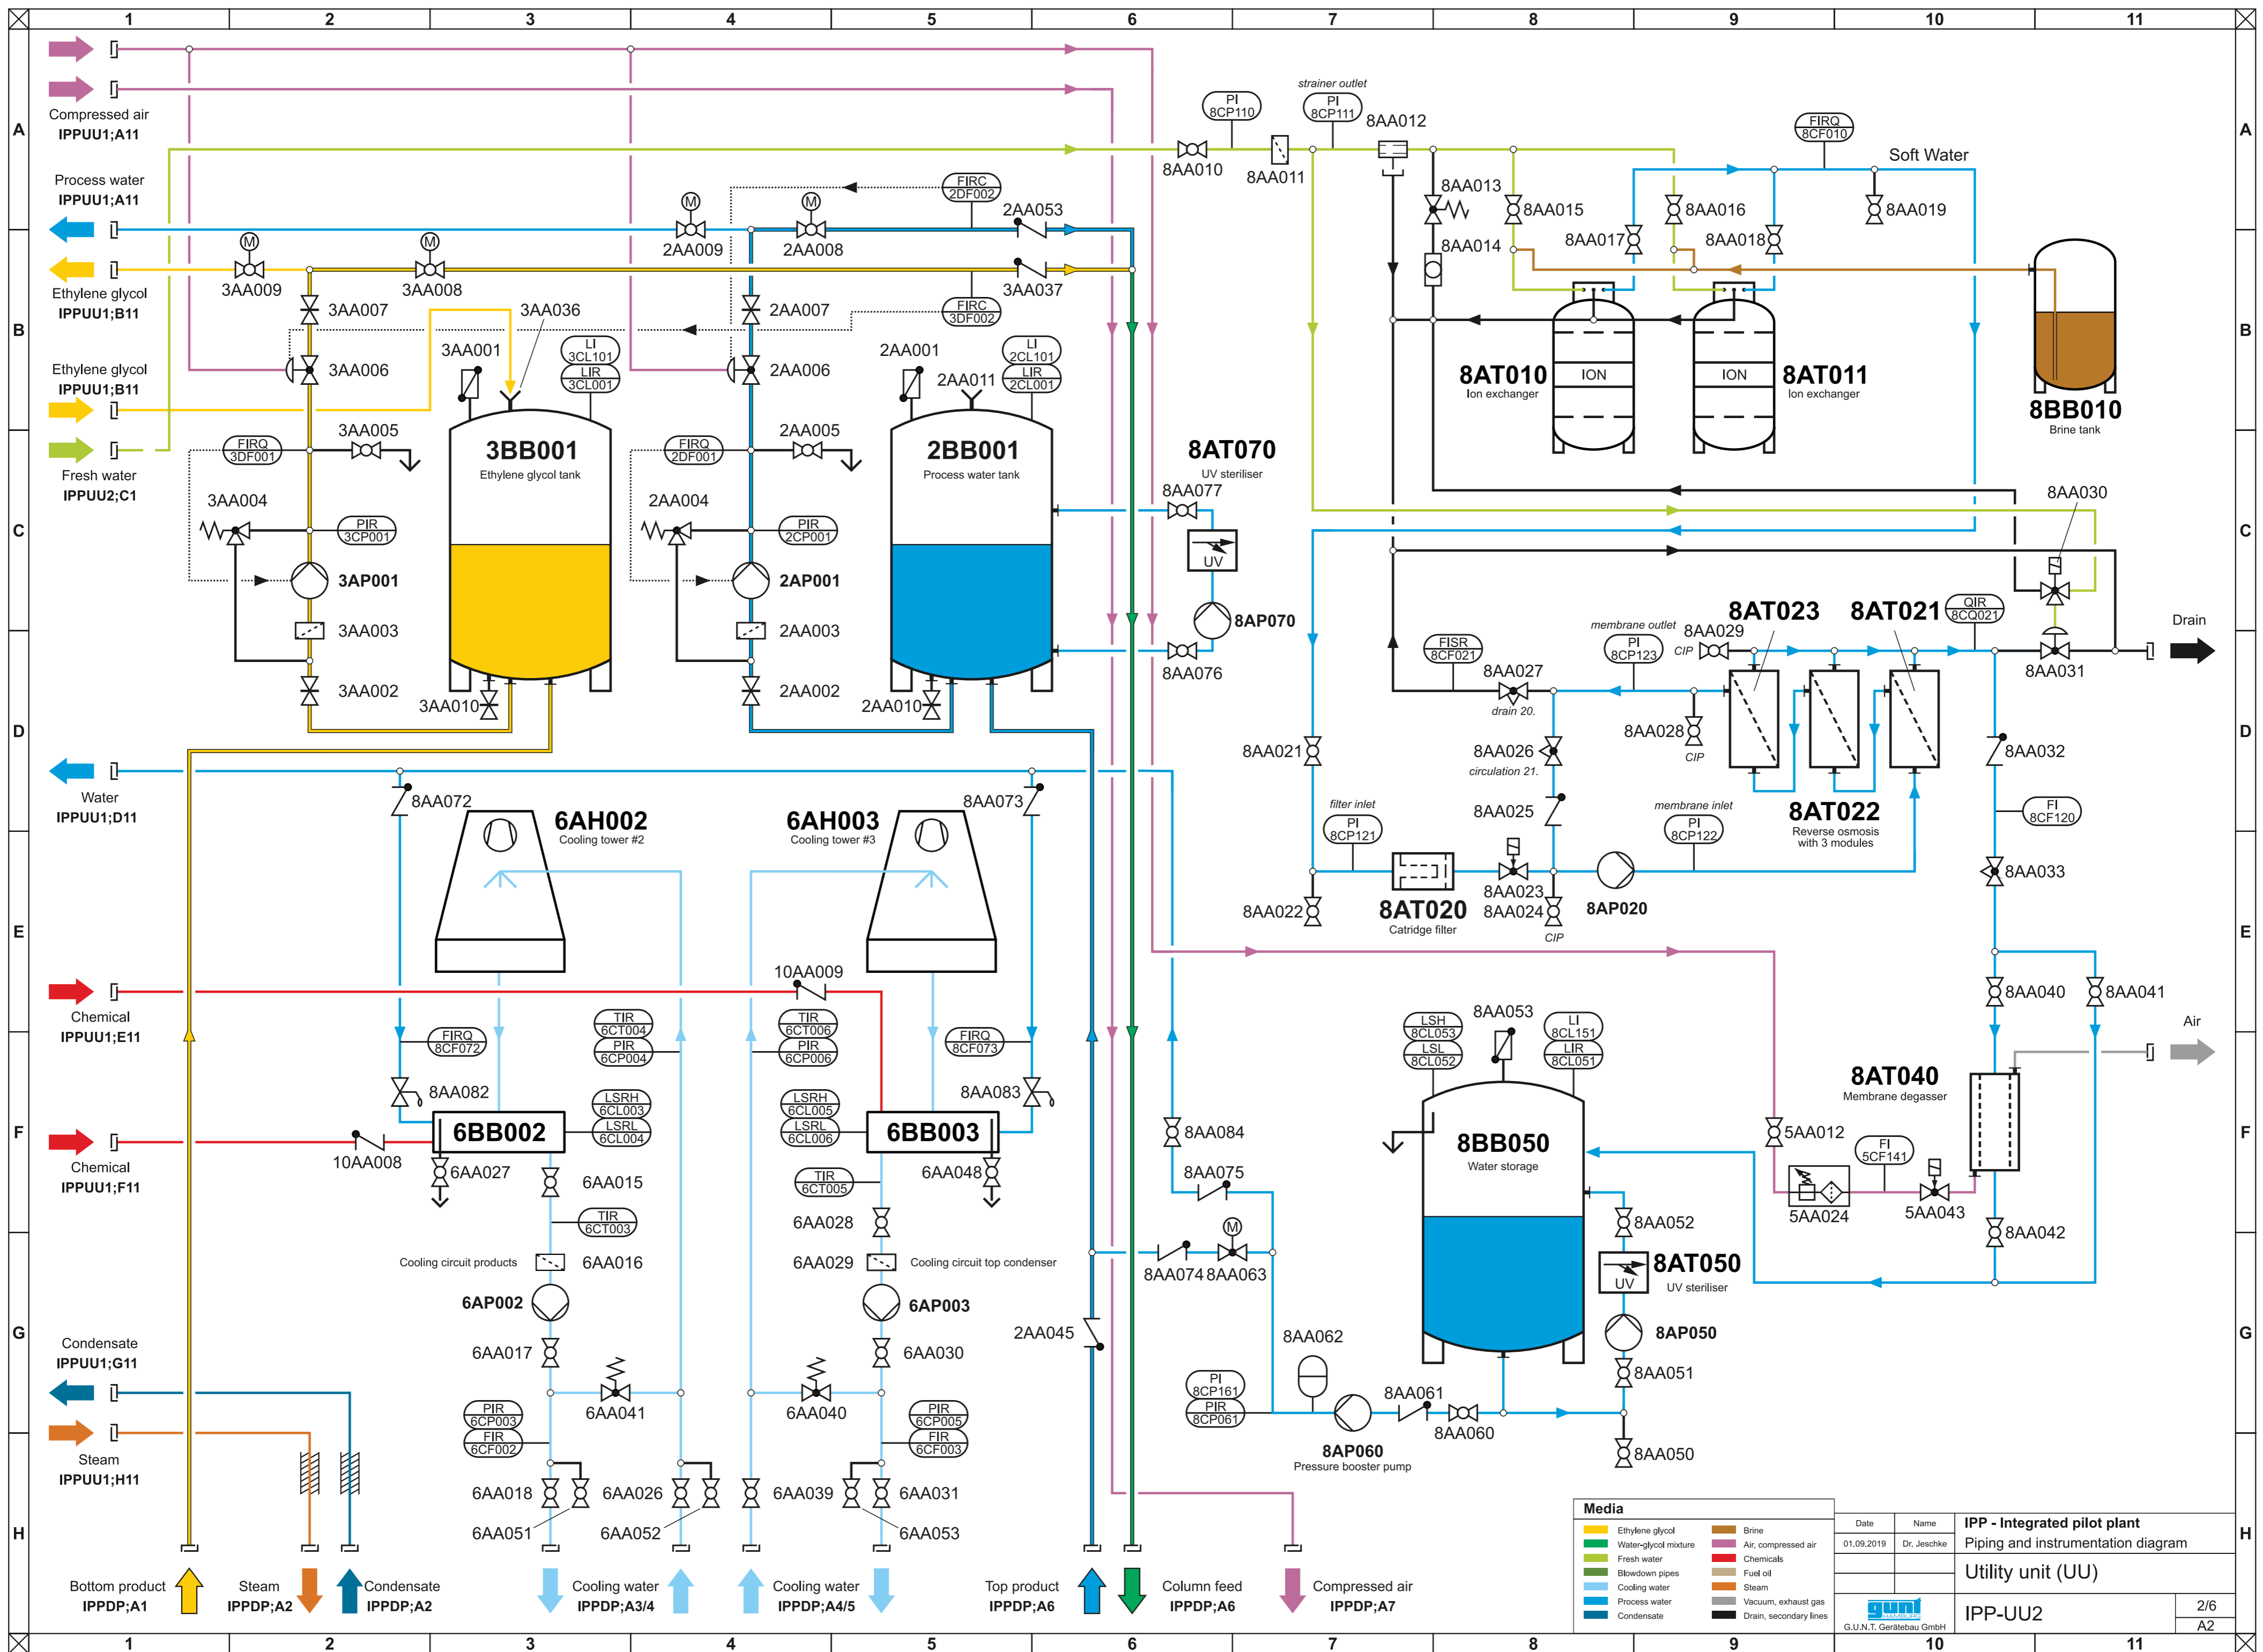 1 2 3 4 5 6 7 8 9 10 11
A
B
C
D
E
F
G
H
Compressed air
IPPUU1;A11
Process water
IPPUU1;A11
Ethylene glycol
IPPUU1;B11
Ethylene glycol
IPPUU1;B11
Fresh water
IPPUU2;C1
Water
IPPUU1;D11
Chemical
IPPUU1;E11
Chemical
IPPUU1;F11
Condensate
IPPUU1;G11
Steam
IPPUU1;H11
M
3AA009
M
3AA008
3AA007
3AA006
3AA005
FIRQ
3DF001
3AA004
PIR
3CP001
3AP001
3AA003
3AA002
3AA001
3AA036
LI
3CL101
LIR
3CL001
3BB001
Ethylene glycol tank
3AA010
M
2AA009
M
2AA008
FIRC
2DF002
2AA053
3AA037
FIRC
3DF002
2AA007
2AA006
2AA005
FIRQ
2DF001
2AA004
PIR
2CP001
2AP001
2AA003
2AA002
2AA001
2AA011
LI
2CL101
LIR
2CL001
2BB001
Process water tank
2AA010
8AT070
UV steriliser
8AA077
UV
8AP070
8AA076
PI
8CP110
8AA010
8AA011
strainer outlet
PI
8CP111
8AA012
8AA013
8AA014
8AA015
8AA016
8AA017
8AA018
FIRQ
8CF010
Soft Water
8AA019
8AT010
Ion exchanger
ION
ION
8AT011
Ion exchanger
8BB010
Brine tank
8AA030
QIR
8CQ021
8AT023
8AT021
8AA029
CIP
membrane outlet
PI
8CP123
FISR
8CF021
8AA027
drain 20.
8AA028
CIP
8AA031
Drain
8AA021
8AA026
circulation 21.
8AA025
8AA032
FI
8CF120
8AA033
8AT022
Reverse osmosis
with 3 modules
filter inlet
PI
8CP121
membrane inlet
PI
8CP122
8AA022
8AT020
Catridge filter
8AA023
8AA024
CIP
8AP020
8AA040
8AA041
Air
8AT040
Membrane degasser
5AA012
FI
5CF141
5AA024
5AA043
8AA042
8AA072
8AA073
6AH002
Cooling tower #2
6AH003
Cooling tower #3
10AA009
FIRQ
8CF072
TIR
6CT004
PIR
6CP004
TIR
6CT006
PIR
6CP006
FIRQ
8CF073
8AA082
8AA083
6BB002
LSRH
6CL003
LSRL
6CL004
LSRH
6CL005
LSRL
6CL006
6BB003
10AA008
6AA027
6AA015
TIR
6CT005
6AA048
TIR
6CT003
6AA028
Cooling circuit products
6AA016
6AA029
Cooling circuit top condenser
6AP002
6AP003
6AA017
6AA030
6AA041
6AA040
PIR
6CP003
FIR
6CF002
PIR
6CP005
FIR
6CF003
6AA018
6AA026
6AA039
6AA031
6AA051
6AA052
6AA053
8AA084
8AA075
M
8AA074
8AA063
2AA045
LSH
8CL053
LSL
8CL052
8AA053
LI
8CL151
LIR
8CL051
8BB050
Water storage
8AA052
8AT050
UV steriliser
UV
8AP050
8AA051
8AA050
8AA062
PI
8CP161
PIR
8CP061
8AA061
8AA060
8AP060
Pressure booster pump
Bottom product
IPPDP;A1
Steam
IPPDP;A2
Condensate
IPPDP;A2
Cooling water
IPPDP;A3/4
Cooling water
IPPDP;A4/5
Top product
IPPDP;A6
Column feed
IPPDP;A6
Compressed air
IPPDP;A7
Media
Ethylene glycol
Water-glycol mixture
Fresh water
Blowdown pipes
Cooling water
Process water
Condensate
Brine
Air, compressed air
Chemicals
Fuel oil
Steam
Vacuum, exhaust gas
Drain, secondary lines
Date Name
01.09.2019 Dr. Jeschke
IPP - Integrated pilot plant
Piping and instrumentation diagram
Utility unit (UU)
gunt
HAMBURG
G.U.N.T. Gerätebau GmbH
IPP-UU2
2/6
A2
A
B
C
D
E
F
G
H
1 2 3 4 5 6 7 8 9 10 11